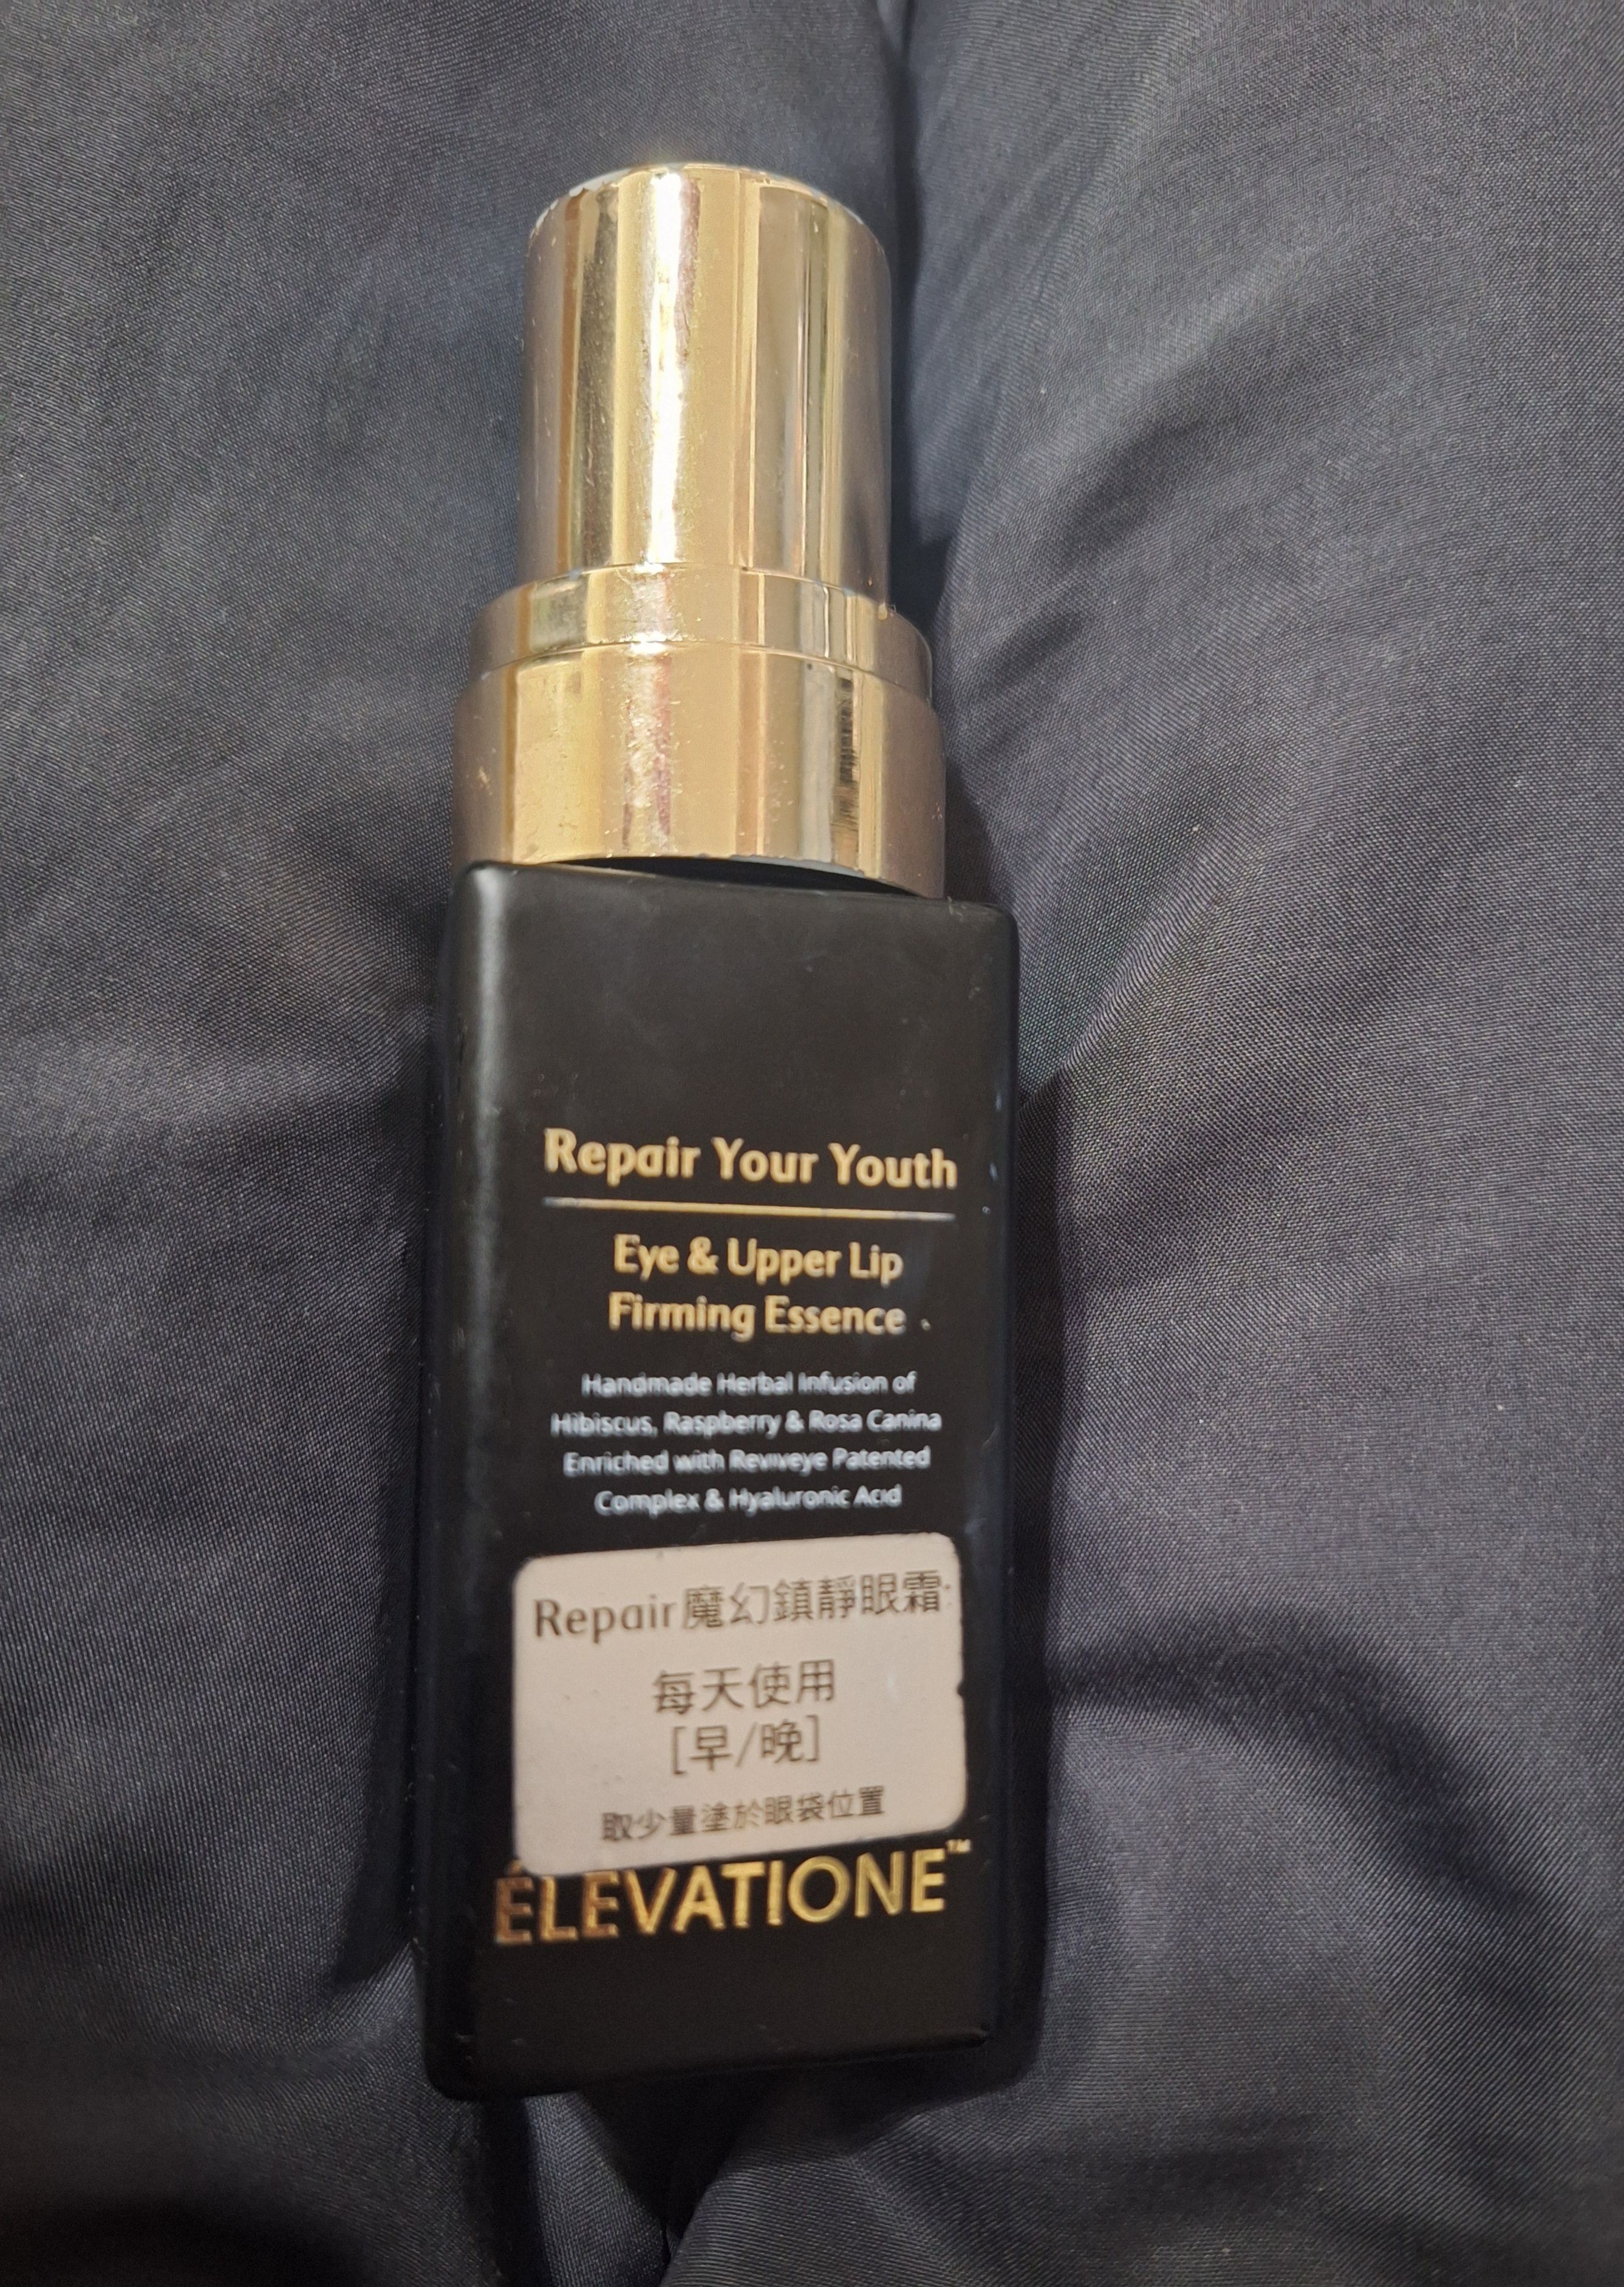 Repair Your Youth
Eye & Upper Lip
Firming Essence
Handmade Herbal Infusion of
Hibiscus, Raspberry & Rosa Canina
Enriched with Reviveye Patented
Complex & Hyaluronic Acid
Repair魔幻鎮靜眼霜:
每天使用
[早/晚]
取少量塗於眼袋位置
ÉLEVATIONE™